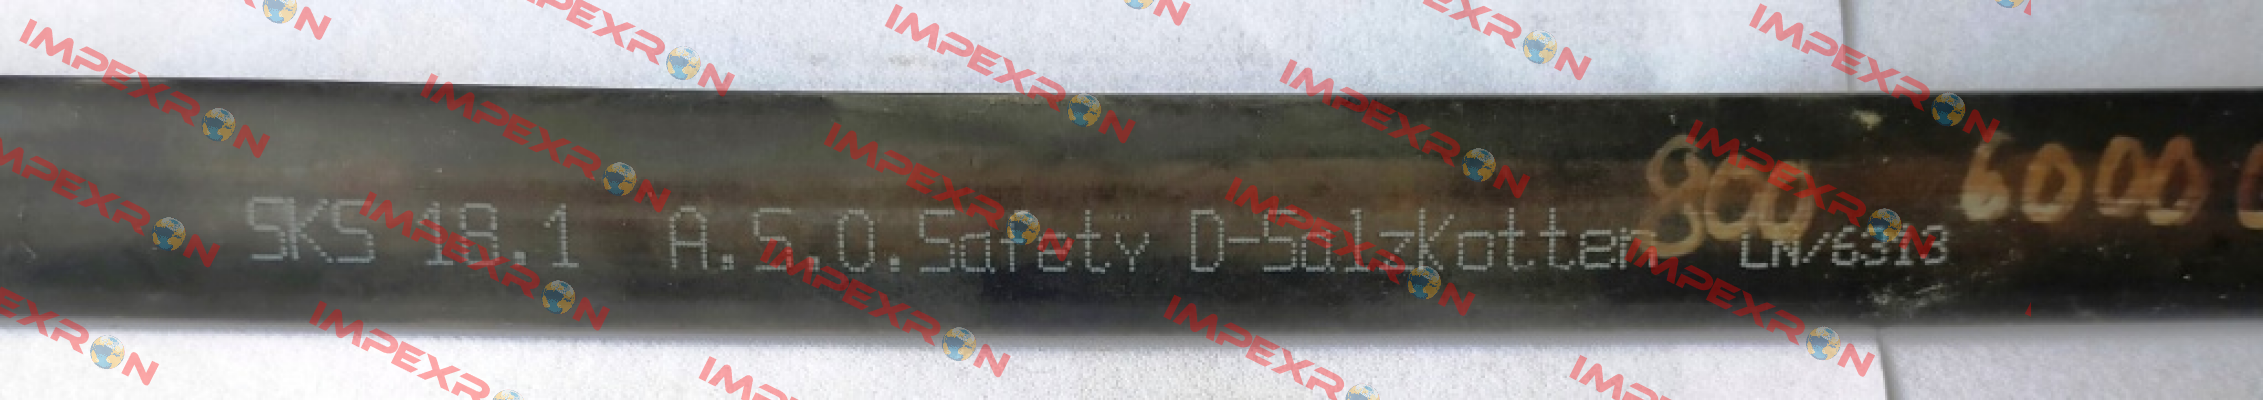 SKS 18.1 A.S.O.Safety D-Salzkotten LN/6313
800 6000
IMPEXRON